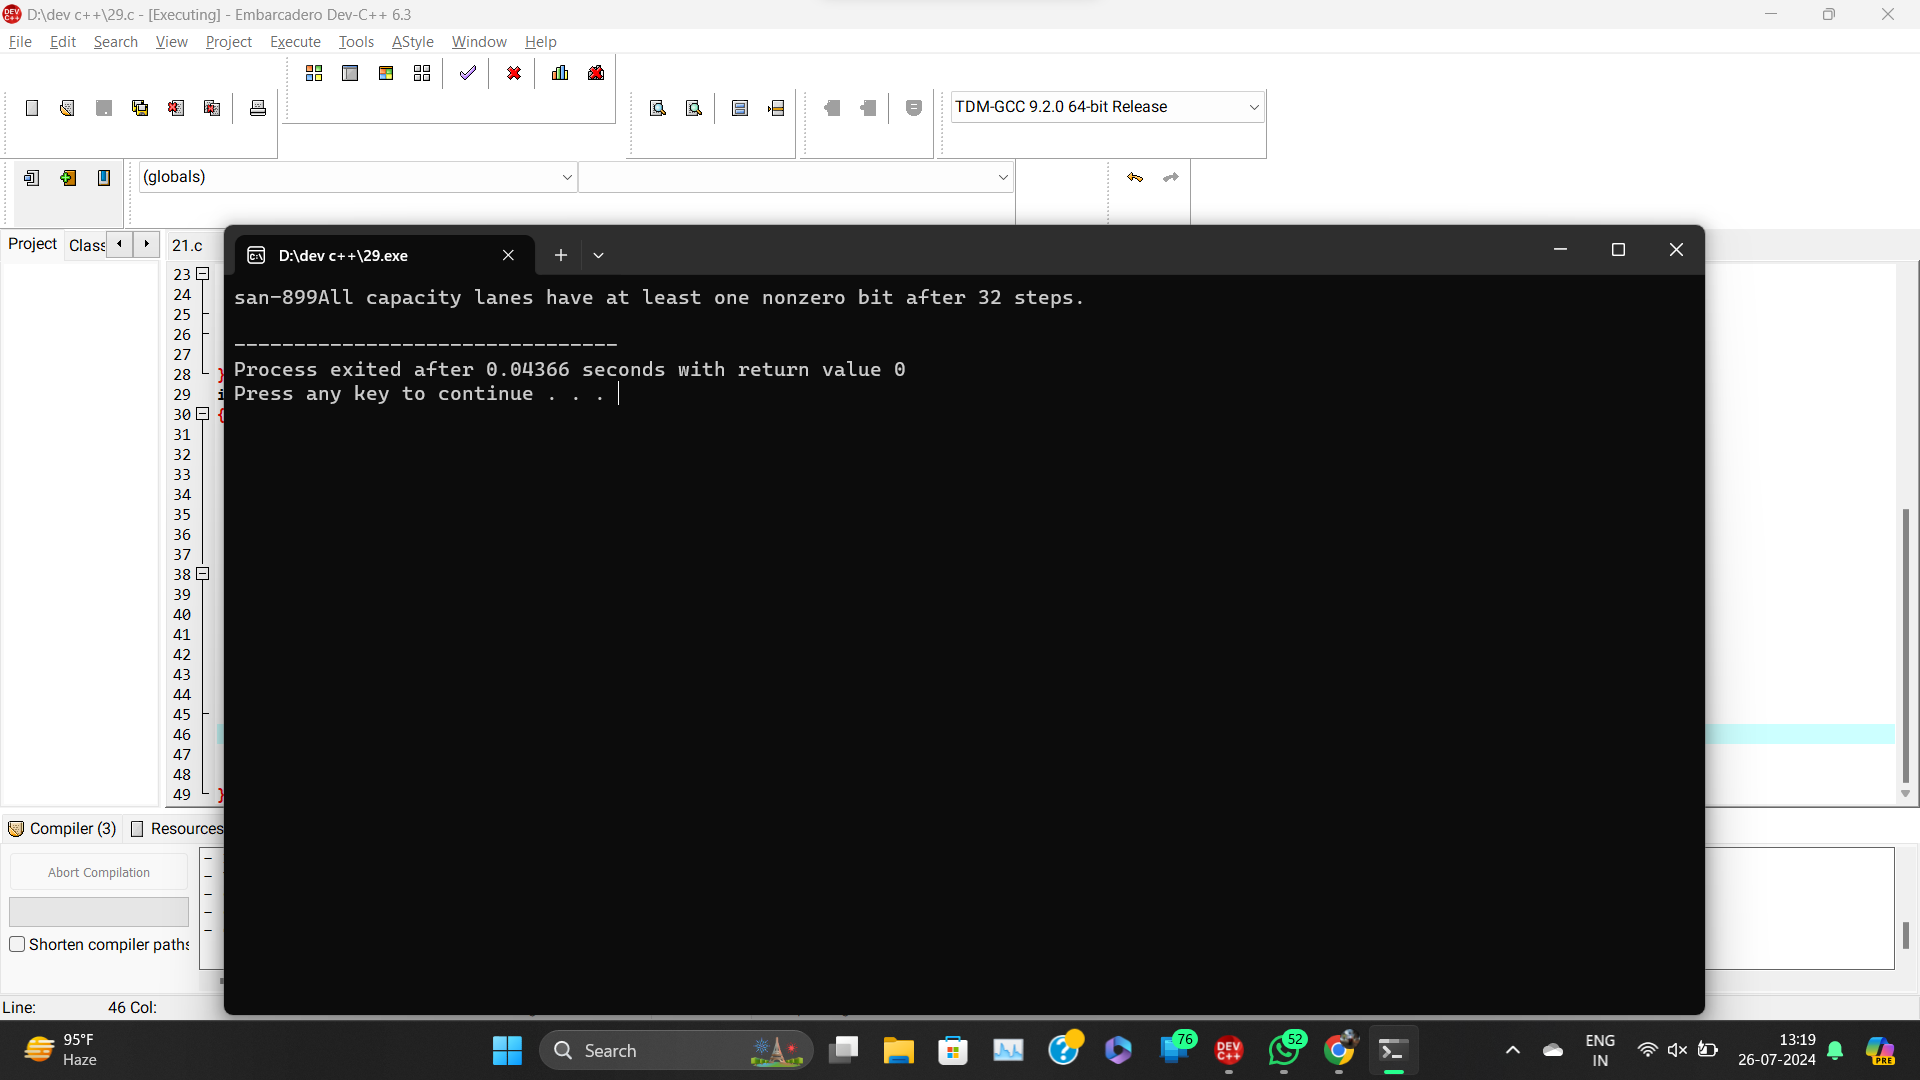 D:\dev c++\29.c - [Executing] - Embarcadero Dev-C++ 6.3
File Edit Search View Project Execute Tools AStyle Window Help
TDM-GCC 9.2.0 64-bit Release
(globals)
Project Class 21.c
D:\dev c++\29.exe
san-899All capacity lanes have at least one nonzero bit after 32 steps.
--------------------------------
Process exited after 0.04366 seconds with return value 0
Press any key to continue . . .
23
24
25
26
27
28 }
29 i
30 {
31
32
33
34
35
36
37
38
39
40
41
42
43
44
45
46
47
48
49 }
Compiler (3) Resources
Abort Compilation
Shorten compiler paths
-
-
-
-
-
Line: 46 Col:
95°F
Haze
Search
76
DEV C++
52
ENG
IN
13:19
26-07-2024
PRE